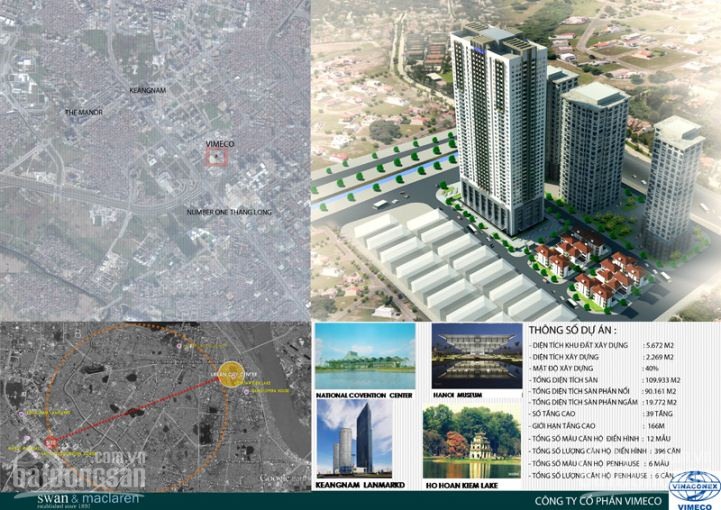 KEANGNAM
THE MANOR
VIMECO
NUMBER ONE THANG LONG
URBAN CITY CENTER
Google
batdongsan
.com.vn
swan & maclaren
established since 1892
NATIONAL COVENTION CENTER
HANOI MUSEUM
KEANGNAM LANMARKD
HO HOAN KIEM LAKE
THÔNG SỐ DỰ ÁN :
- DIỆN TÍCH KHU ĐẤT XÂY DỰNG : 5.672 M2
- DIỆN TÍCH XÂY DỰNG : 2.269 M2
- MẬT ĐỘ XÂY DỰNG : 40%
- TỔNG DIỆN TÍCH SÀN : 109.933 M2
- TỔNG DIỆN TÍCH SÀN PHẦN NỔI : 90.161 M2
- TỔNG DIỆN TÍCH SÀN PHẦN NGẦM : 19.772 M2
- SỐ TẦNG CAO : 39 TẦNG
- GIỚI HẠN TẦNG CAO : 166M
- TỔNG SỐ MẪU CĂN HỘ ĐIỂN HÌNH : 12 MẪU
- TỔNG SỐ LƯỢNG CĂN HỘ ĐIỂN HÌNH : 396 CĂN
- TỔNG SỐ MẪU CĂN HỘ PENHAUSE : 6 MẪU
- TỔNG SỐ LƯỢNG CĂN HỘ PENHAUSE : 6 CĂN
CÔNG TY CỔ PHẦN VIMECO
VINACONEX
VIMECO